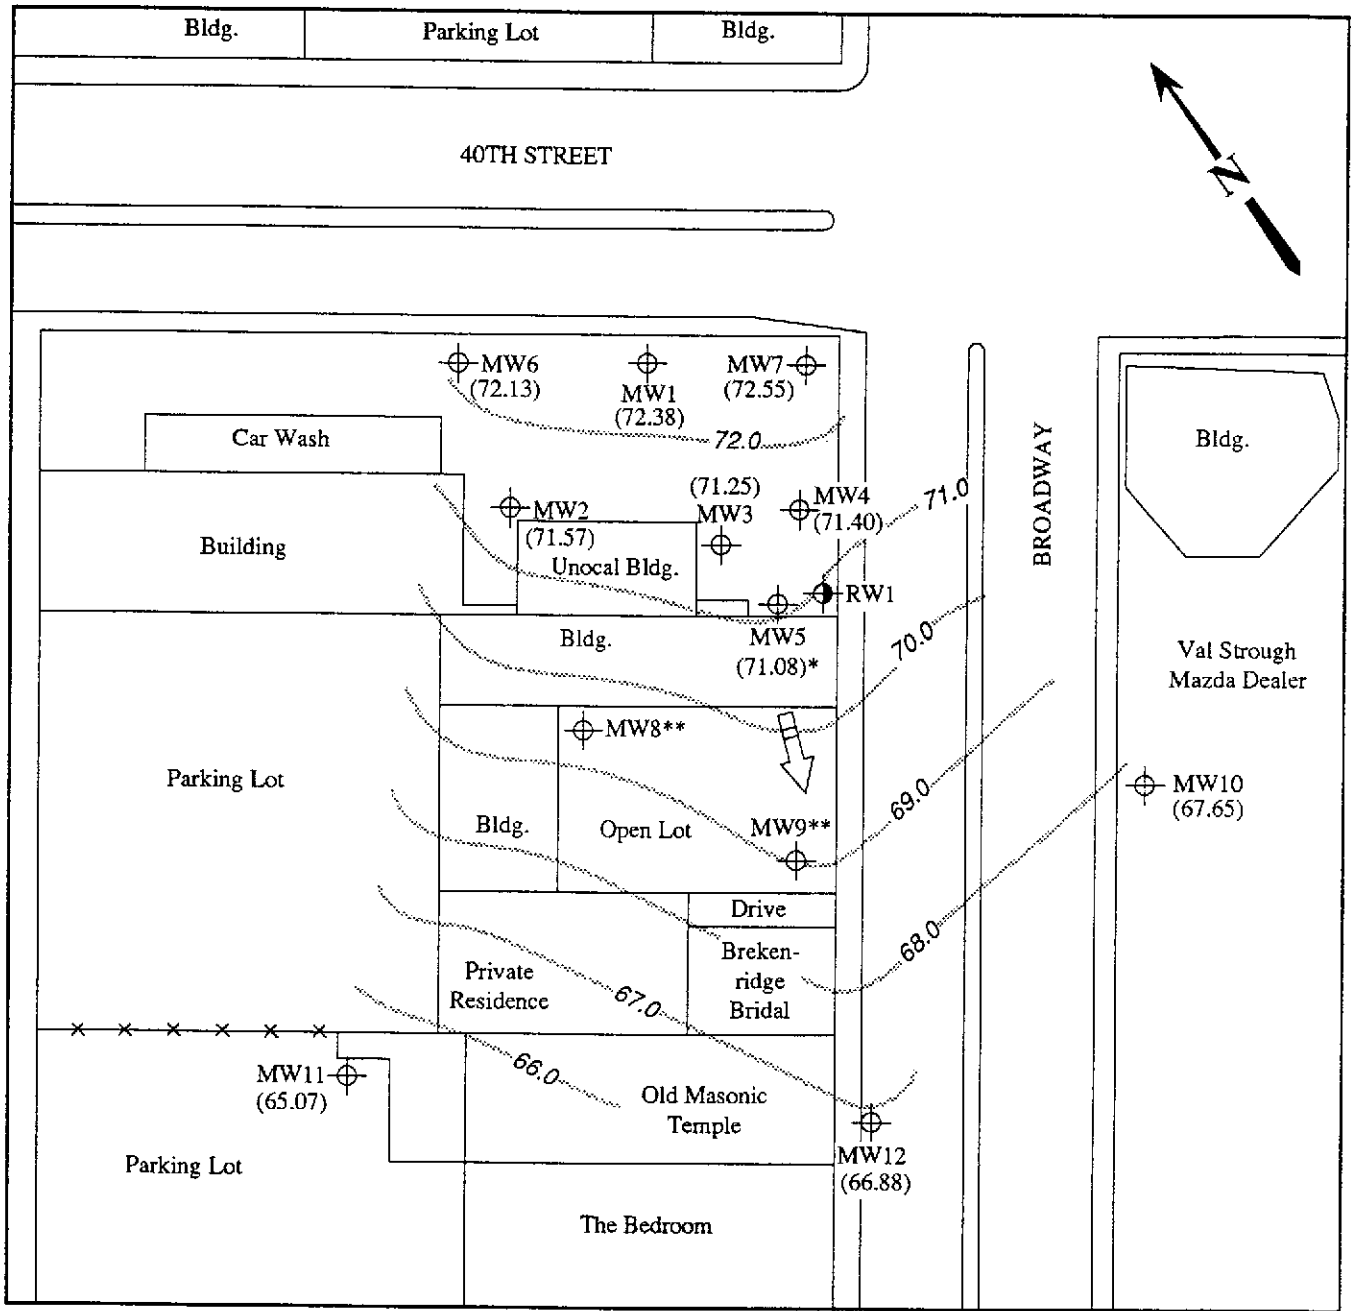 Bldg.
Parking Lot
Bldg.
N
40TH STREET
MW6
(72.13)
MW1
(72.38)
MW7
(72.55)
72.0
Car Wash
Bldg.
BROADWAY
(71.25)
MW3
MW4
(71.40)
71.0
MW2
(71.57)
Building
Unocal Bldg.
RW1
MW5
(71.08)*
Bldg.
70.0
Val Strough
Mazda Dealer
MW8**
Parking Lot
MW10
(67.65)
69.0
Bldg.
Open Lot
MW9**
Drive
Breken-
ridge
Bridal
68.0
Private
Residence
67.0
66.0
MW11
(65.07)
Old Masonic
Temple
MW12
(66.88)
Parking Lot
The Bedroom